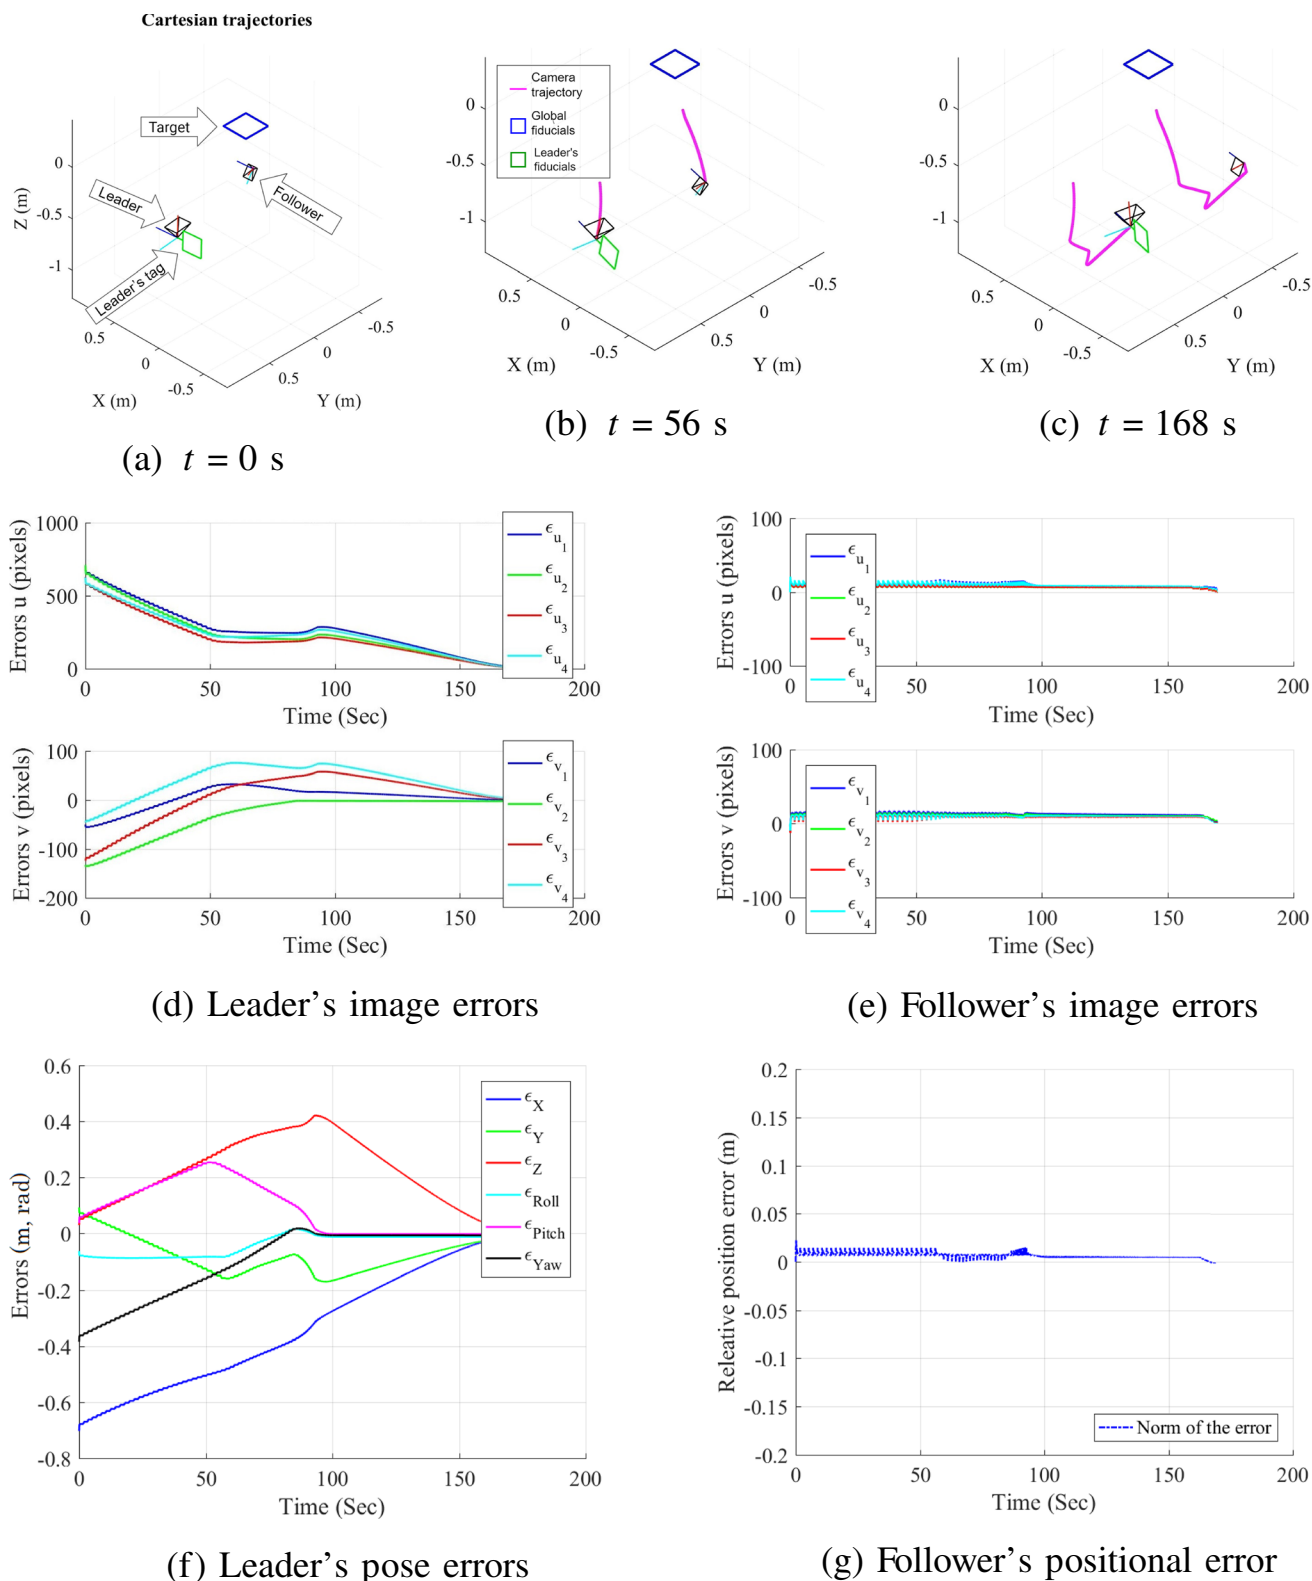 Cartesian trajectories
Target
Leader
Follower
Leader's tag
Z (m)
0
-0.5
-1
0.5
0
-0.5
X (m)
0.5
0
-0.5
Y (m)
(a) t = 0 s
Camera
trajectory
Global
fiducials
Leader's
fiducials
0
-0.5
-1
0.5
0
-0.5
X (m)
0.5
0
-0.5
Y (m)
(b) t = 56 s
0
-0.5
-1
0.5
0
-0.5
X (m)
0.5
0
-0.5
Y (m)
(c) t = 168 s
Errors u (pixels)
1000
500
0
0 50 100 150 200
Time (Sec)
ϵu1
ϵu2
ϵu3
ϵu4
Errors v (pixels)
100
0
-100
-200
0 50 100 150 200
Time (Sec)
ϵv1
ϵv2
ϵv3
ϵv4
(d) Leader's image errors
Errors u (pixels)
100
0
-100
0 50 100 150 200
Time (Sec)
ϵu1
ϵu2
ϵu3
ϵu4
Errors v (pixels)
100
0
-100
0 50 100 150 200
Time (Sec)
ϵv1
ϵv2
ϵv3
ϵv4
(e) Follower's image errors
Errors (m, rad)
0.6
0.4
0.2
0
-0.2
-0.4
-0.6
-0.8
0 50 100 150 200
Time (Sec)
ϵX
ϵY
ϵZ
ϵRoll
ϵPitch
ϵYaw
(f) Leader's pose errors
Releative position error (m)
0.2
0.15
0.1
0.05
0
-0.05
-0.1
-0.15
-0.2
0 50 100 150 200
Time (Sec)
Norm of the error
(g) Follower's positional error